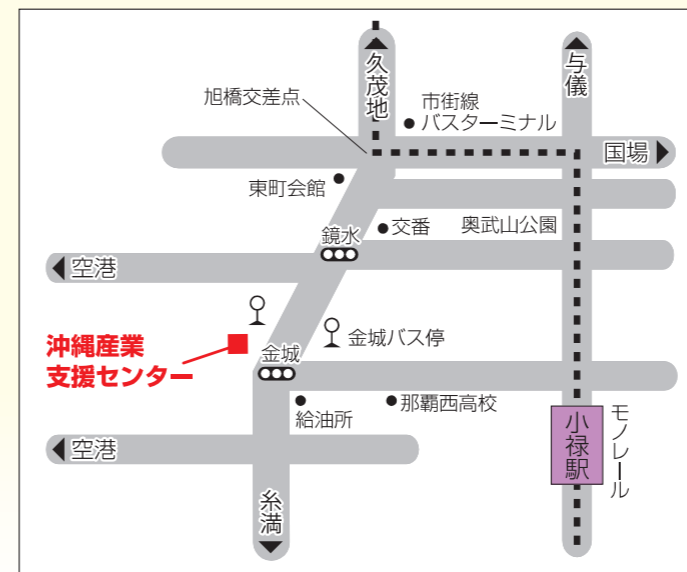 久茂地
与儀
旭橋交差点
市街線
バスターミナル
国場
東町会館
鏡水
交番
奥武山公園
空港
沖縄産業
支援センター
金城
金城バス停
給油所
那覇西高校
小禄駅
モノレール
空港
糸満